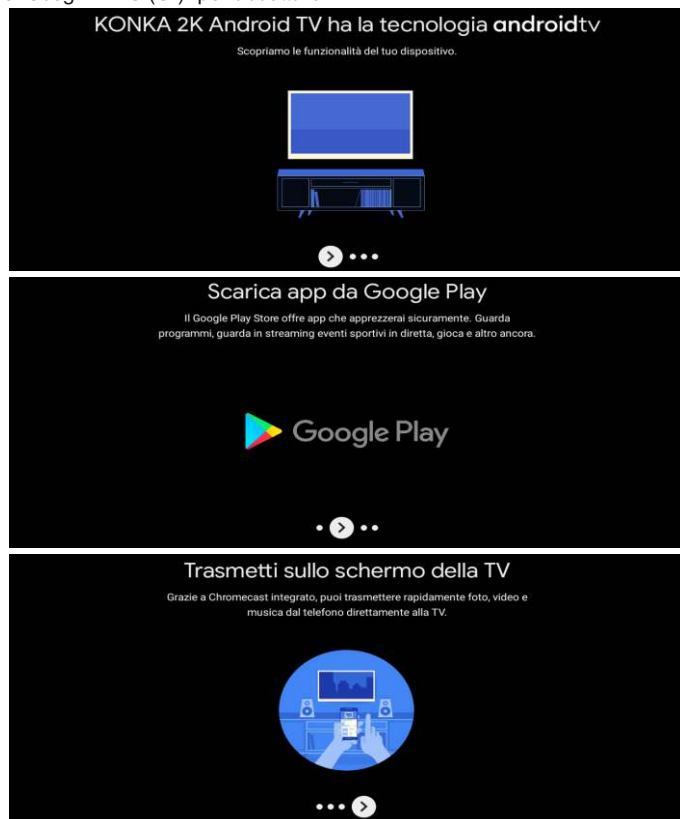 KONKA 2K Android TV ha la tecnologia androidtv
Scopriamo le funzionalità del tuo dispositivo.
Scarica app da Google Play
Il Google Play Store offre app che apprezzerai sicuramente. Guarda
programmi, guarda in streaming eventi sportivi in diretta, gioca e altro ancora.
Google Play
Trasmetti sullo schermo della TV
Grazie a Chromecast integrato, puoi trasmettere rapidamente foto, video e
musica dal telefono direttamente alla TV.